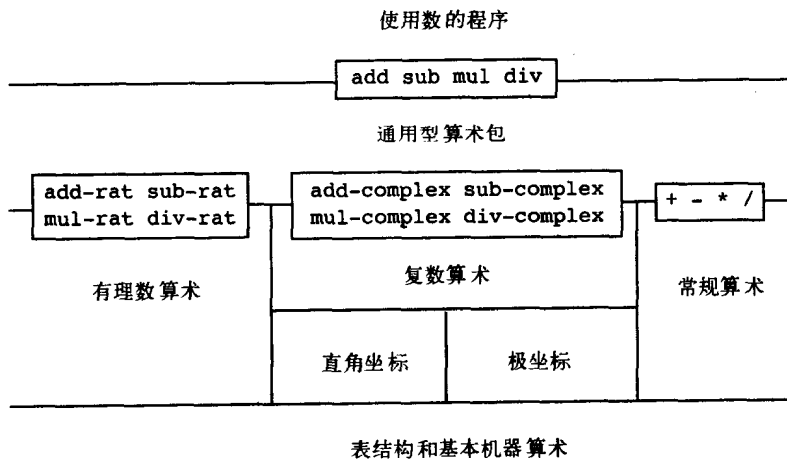 使用数的程序
add sub mul div
通用型算术包
add-rat sub-rat
mul-rat div-rat
add-complex sub-complex
mul-complex div-complex
+ - * /
有理数算术
复数算术
常规算术
直角坐标
极坐标
表结构和基本机器算术